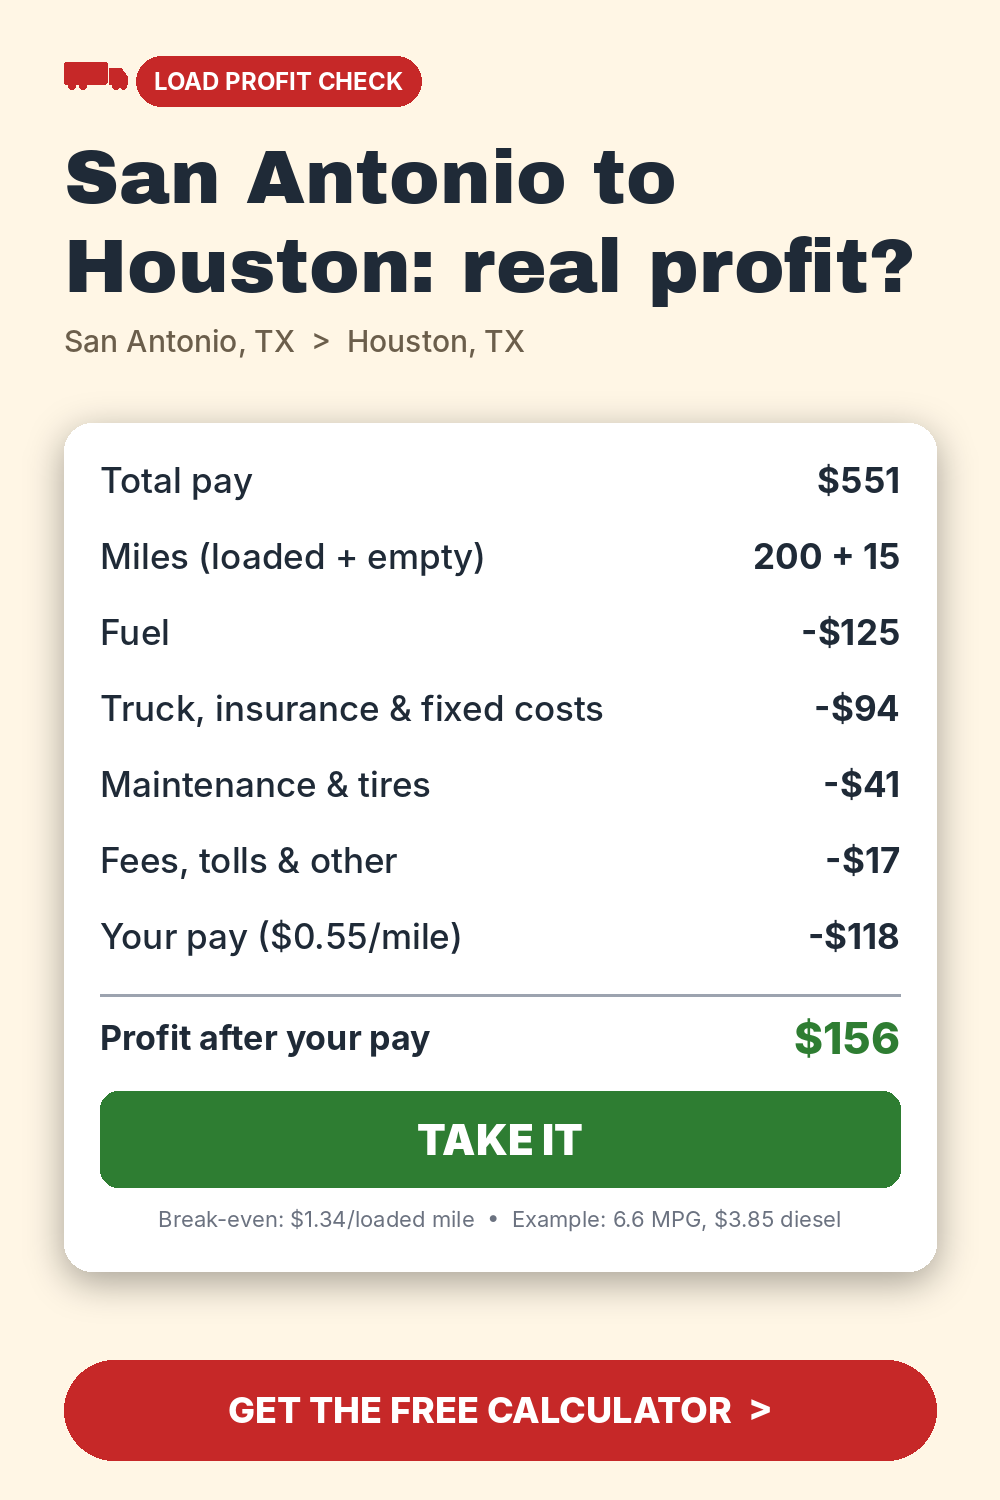 LOAD PROFIT CHECK
San Antonio to
Houston: real profit?
San Antonio, TX > Houston, TX
Total pay $551
Miles (loaded + empty) 200 + 15
Fuel -$125
Truck, insurance & fixed costs -$94
Maintenance & tires -$41
Fees, tolls & other -$17
Your pay ($0.55/mile) -$118
Profit after your pay $156
TAKE IT
Break-even: $1.34/loaded mile • Example: 6.6 MPG, $3.85 diesel
GET THE FREE CALCULATOR >